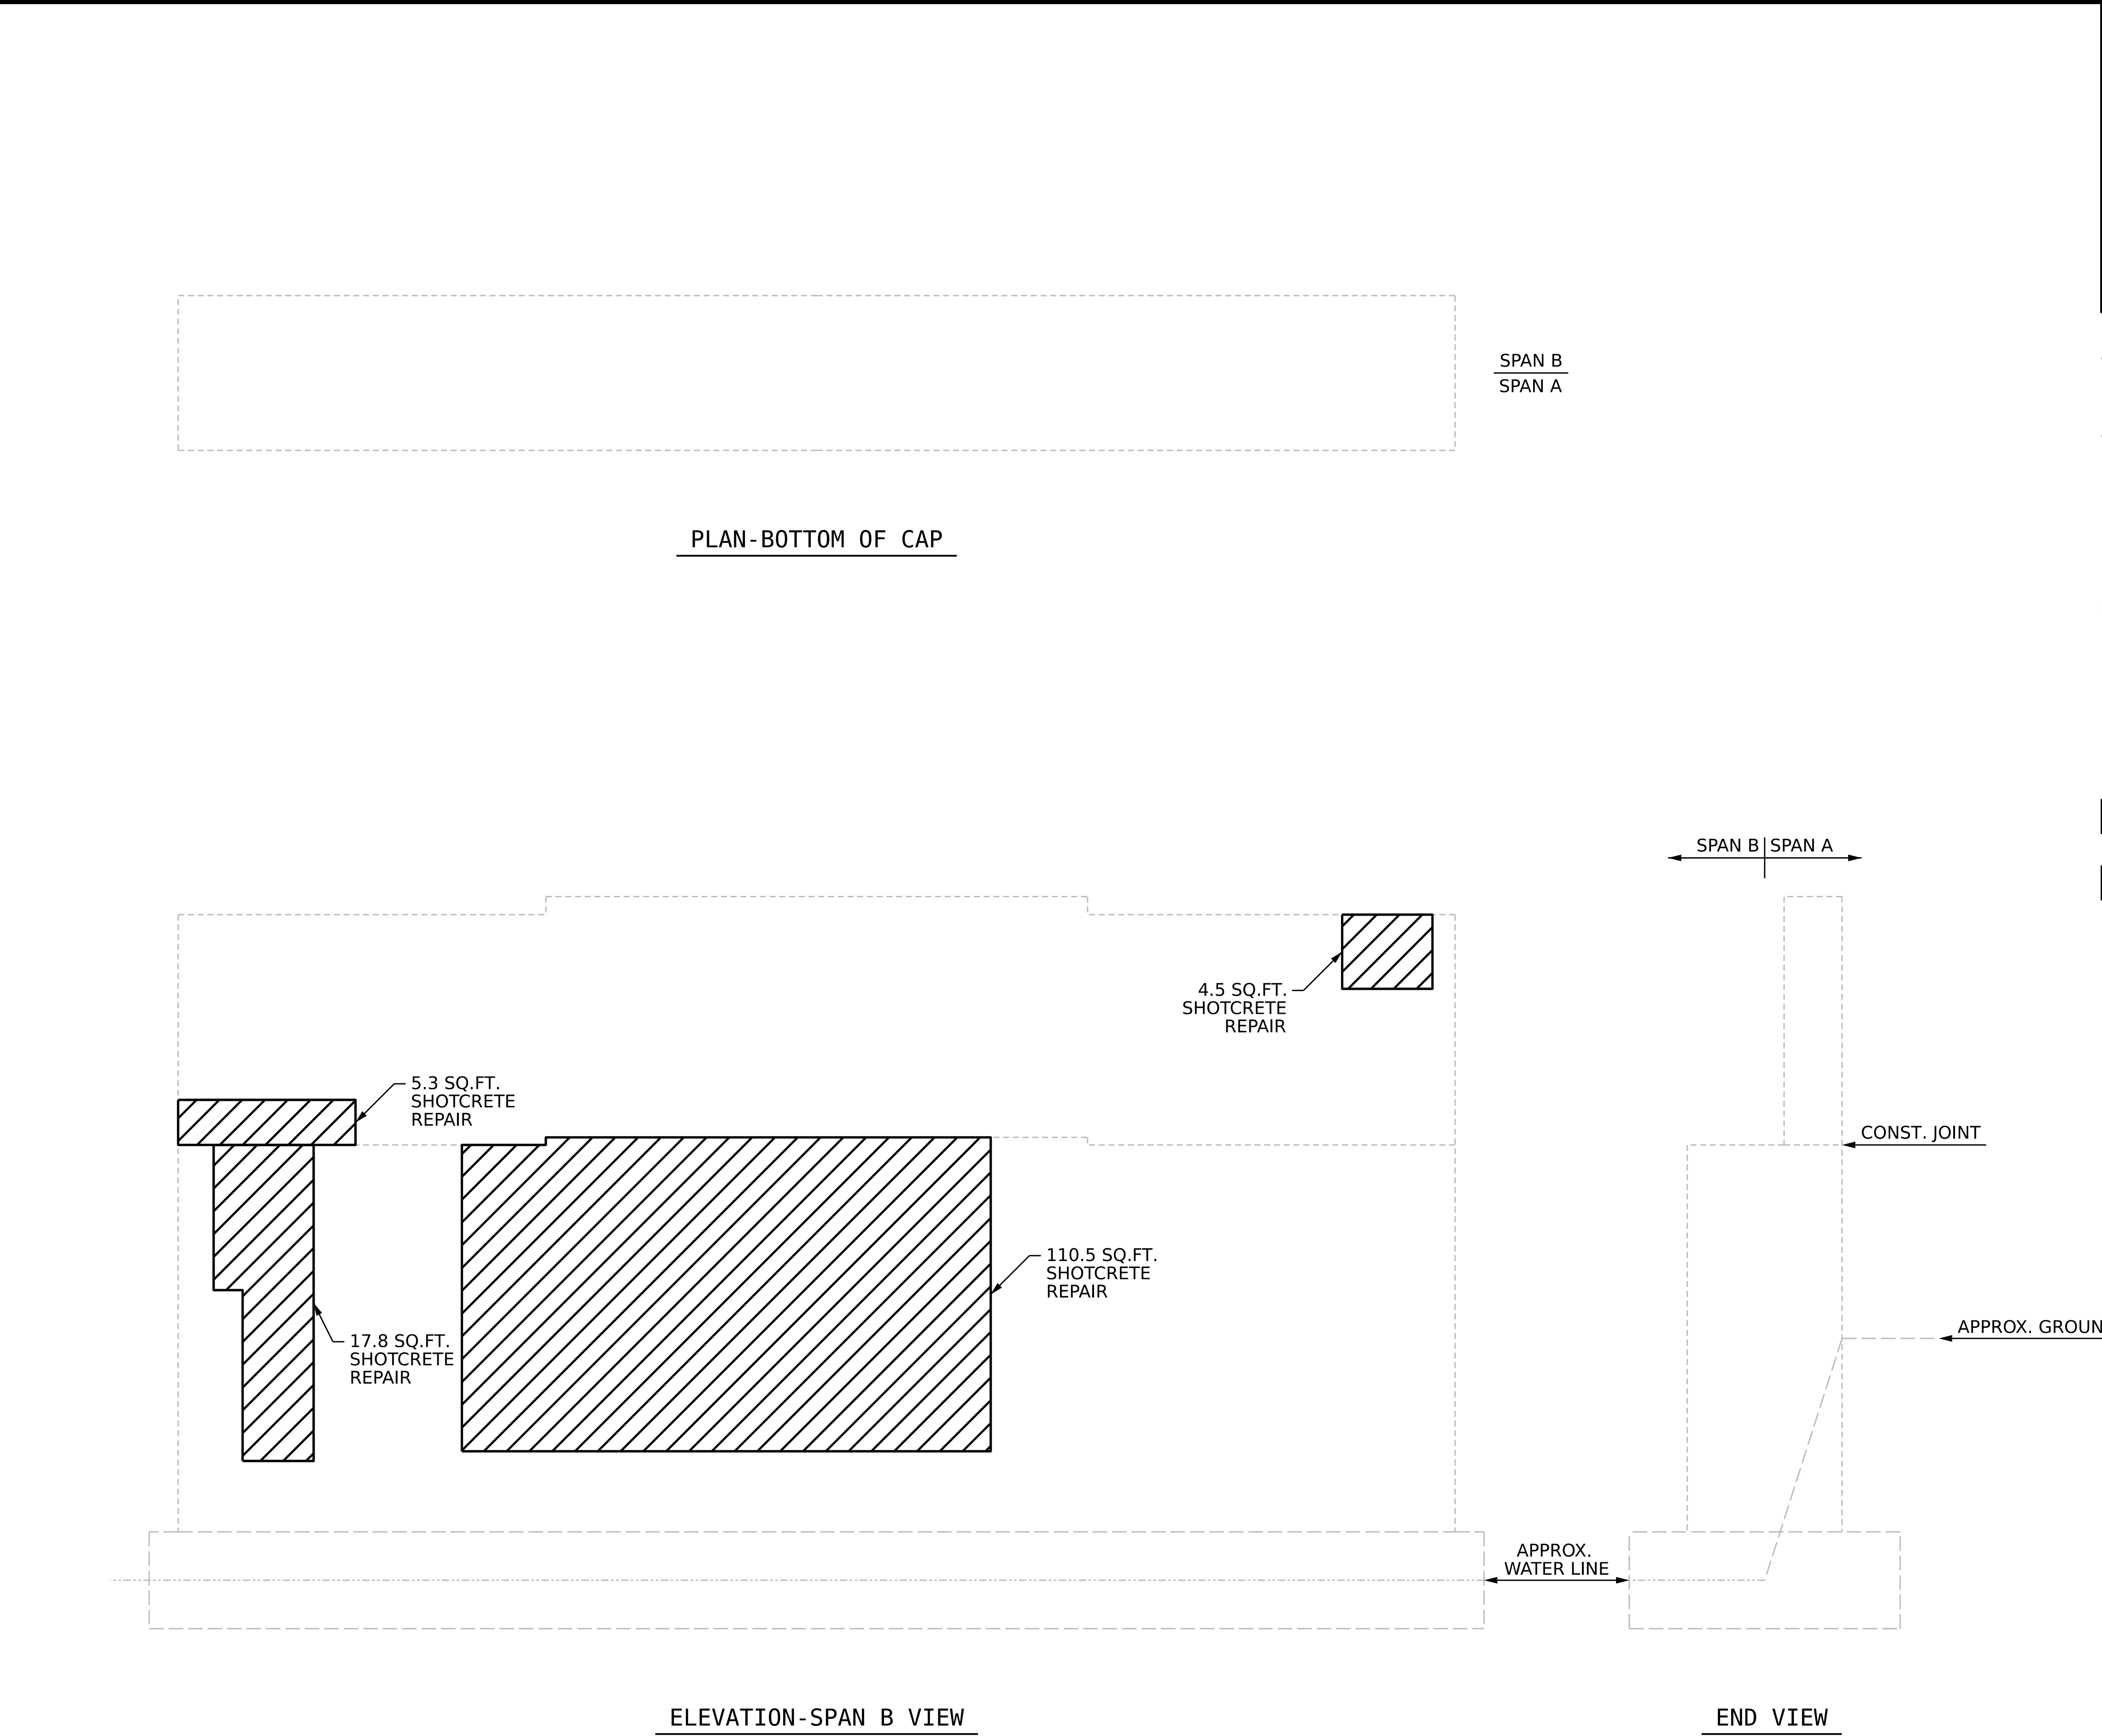 SPAN B
SPAN A
PLAN-BOTTOM OF CAP
SPAN B SPAN A
4.5 SQ.FT.
SHOTCRETE
REPAIR
5.3 SQ.FT.
SHOTCRETE
REPAIR
CONST. JOINT
110.5 SQ.FT.
SHOTCRETE
REPAIR
17.8 SQ.FT.
SHOTCRETE
REPAIR
APPROX. GROUN
APPROX.
WATER LINE
ELEVATION-SPAN B VIEW
END VIEW